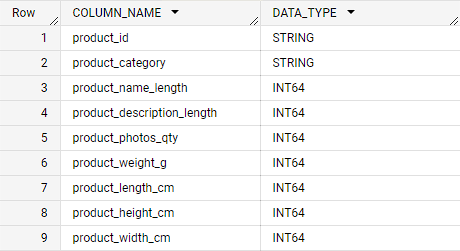 Row COLUMN_NAME DATA_TYPE
1 product_id STRING
2 product_category STRING
3 product_name_length INT64
4 product_description_length INT64
5 product_photos_qty INT64
6 product_weight_g INT64
7 product_length_cm INT64
8 product_height_cm INT64
9 product_width_cm INT64